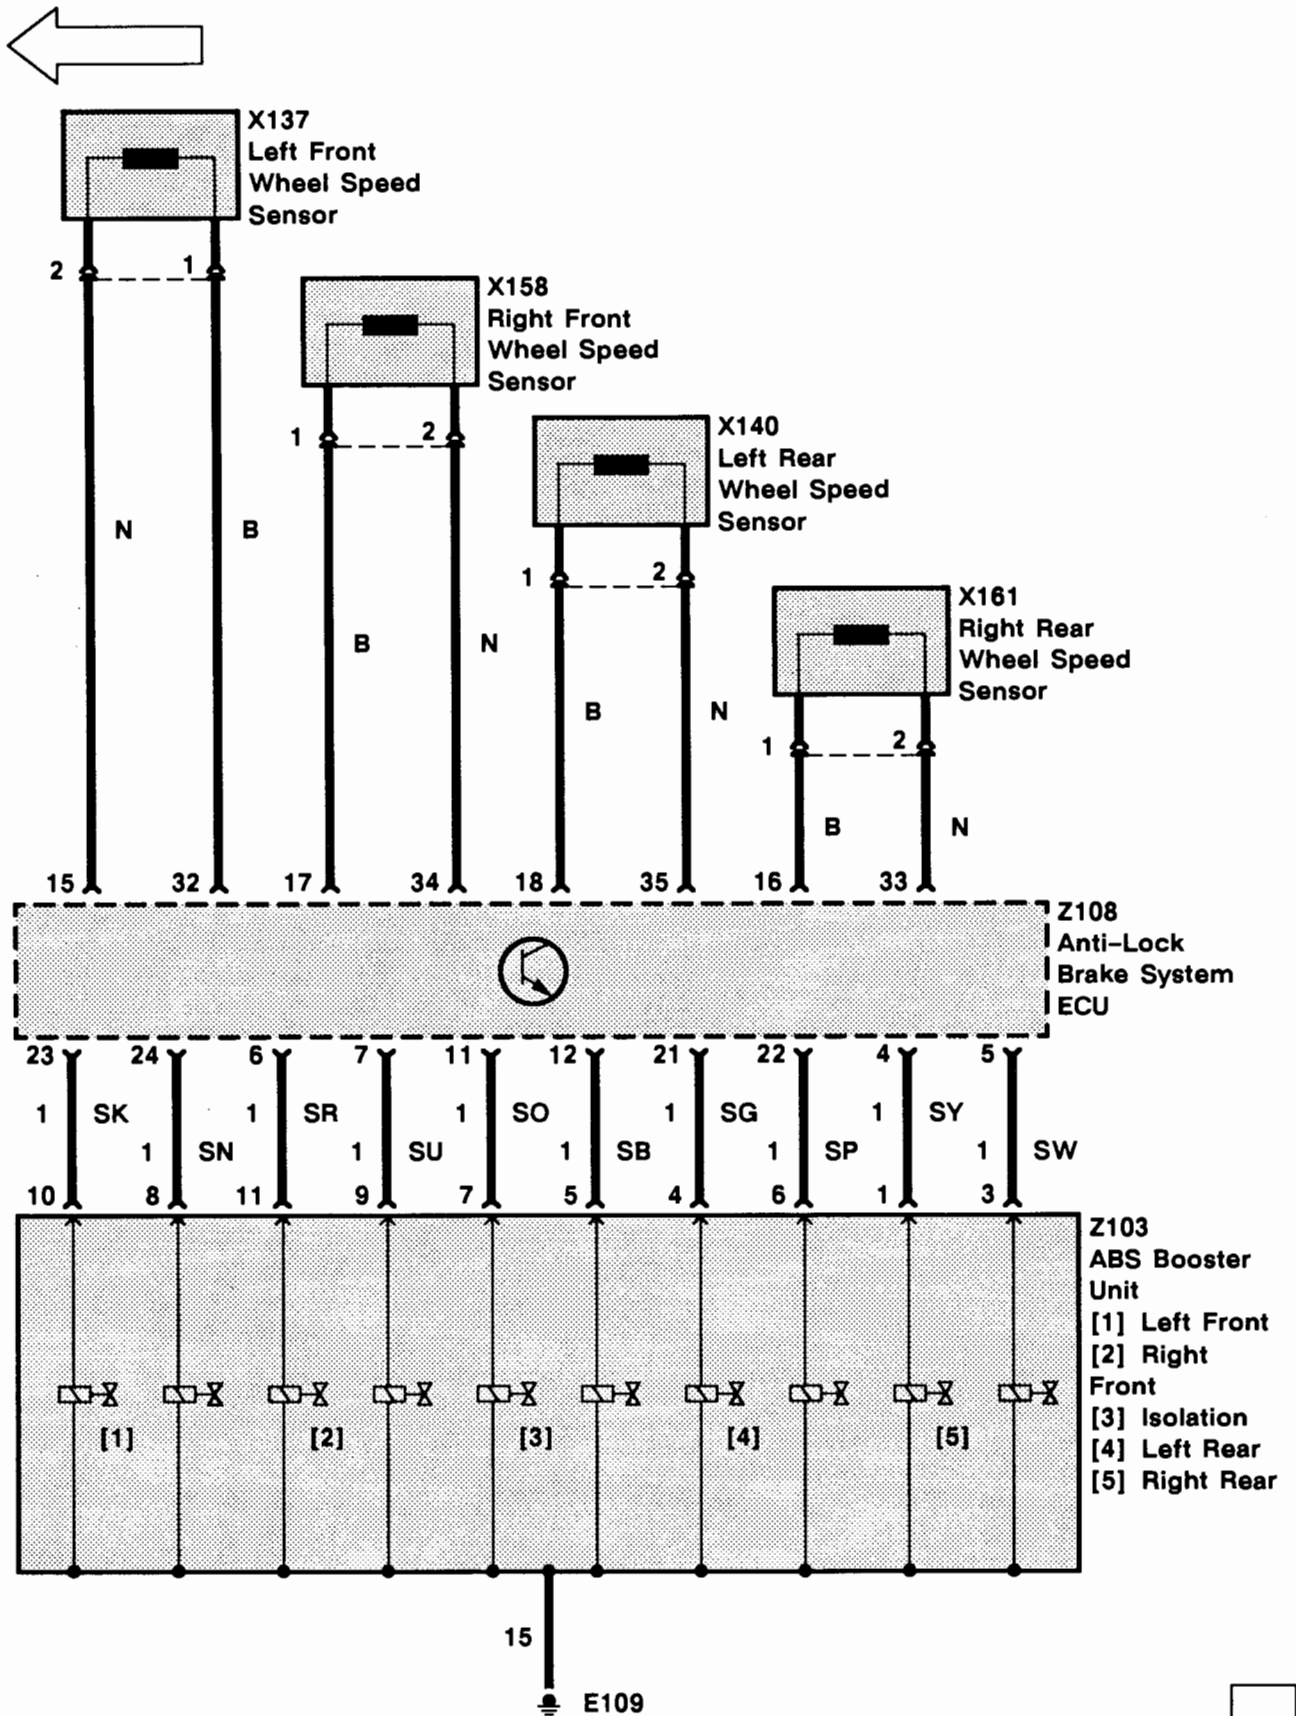 X137
Left Front
Wheel Speed
Sensor
2 1
X158
Right Front
Wheel Speed
Sensor
1 2
X140
Left Rear
Wheel Speed
Sensor
N B
1 2
X161
Right Rear
Wheel Speed
Sensor
B N
B N
1 2
B N
15 32 17 34 18 35 16 33
Z108
Anti-Lock
Brake System
ECU
23 24 6 7 11 12 21 22 4 5
1 SK 1 SR 1 SO 1 SG 1 SY
1 SN 1 SU 1 SB 1 SP 1 SW
10 8 11 9 7 5 4 6 1 3
Z103
ABS Booster
Unit
[1] Left Front
[2] Right
Front
[3] Isolation
[4] Left Rear
[5] Right Rear
[1] [2] [3] [4] [5]
15
E109